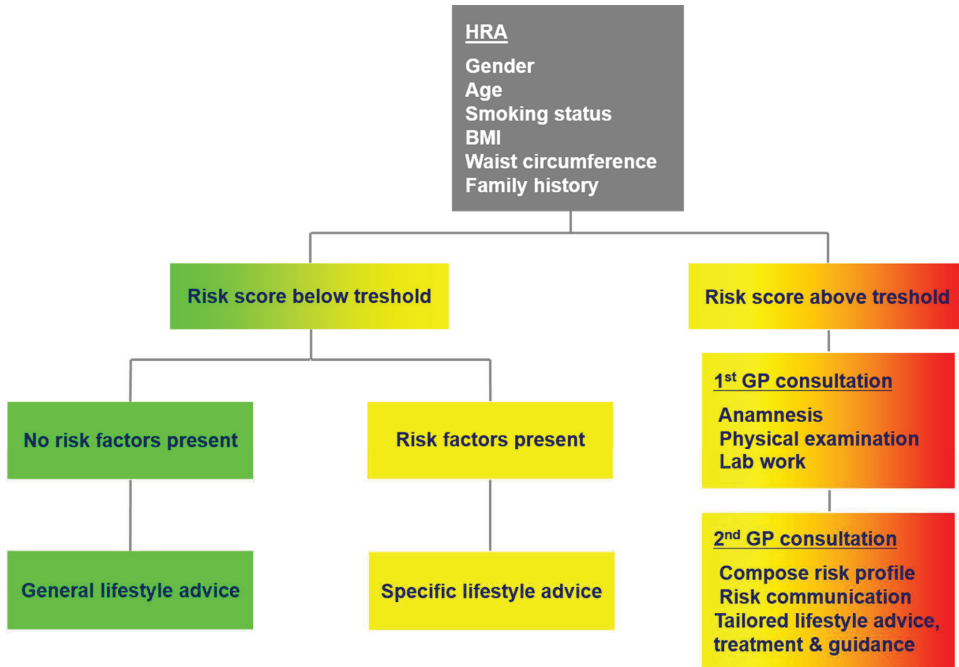 HRA
Gender
Age
Smoking status
BMI
Waist circumference
Family history
Risk score below treshold
Risk score above treshold
1st GP consultation
Anamnesis
Physical examination
Lab work
No risk factors present
Risk factors present
2nd GP consultation
Compose risk profile
Risk communication
Tailored lifestyle advice,
treatment & guidance
General lifestyle advice
Specific lifestyle advice